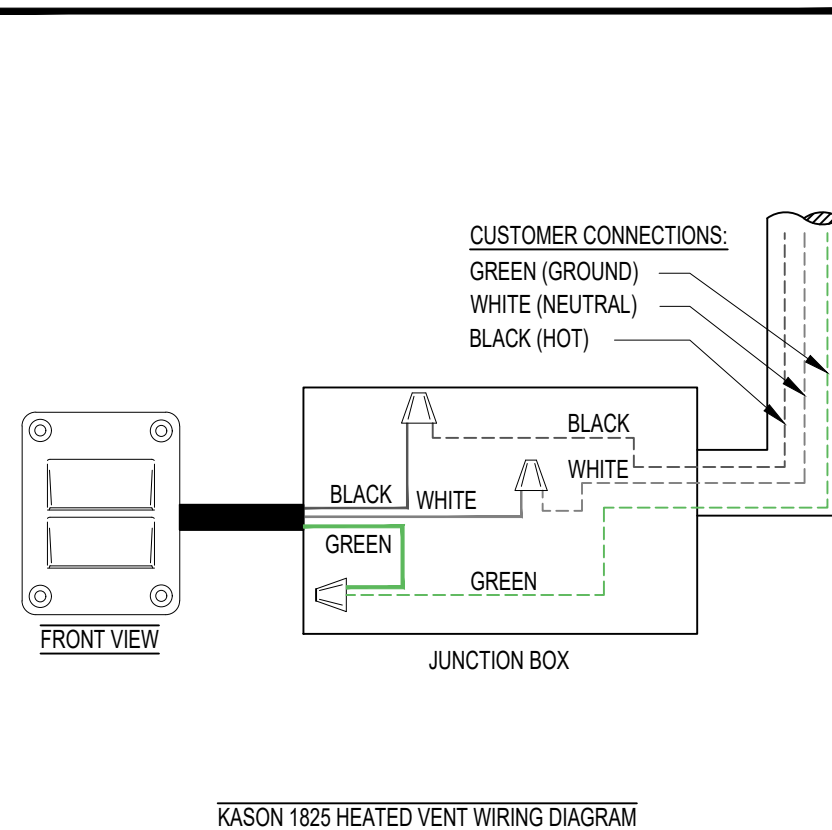 CUSTOMER CONNECTIONS:
GREEN (GROUND)
WHITE (NEUTRAL)
BLACK (HOT)
BLACK
WHITE
BLACK
WHITE
GREEN
GREEN
FRONT VIEW
JUNCTION BOX
KASON 1825 HEATED VENT WIRING DIAGRAM